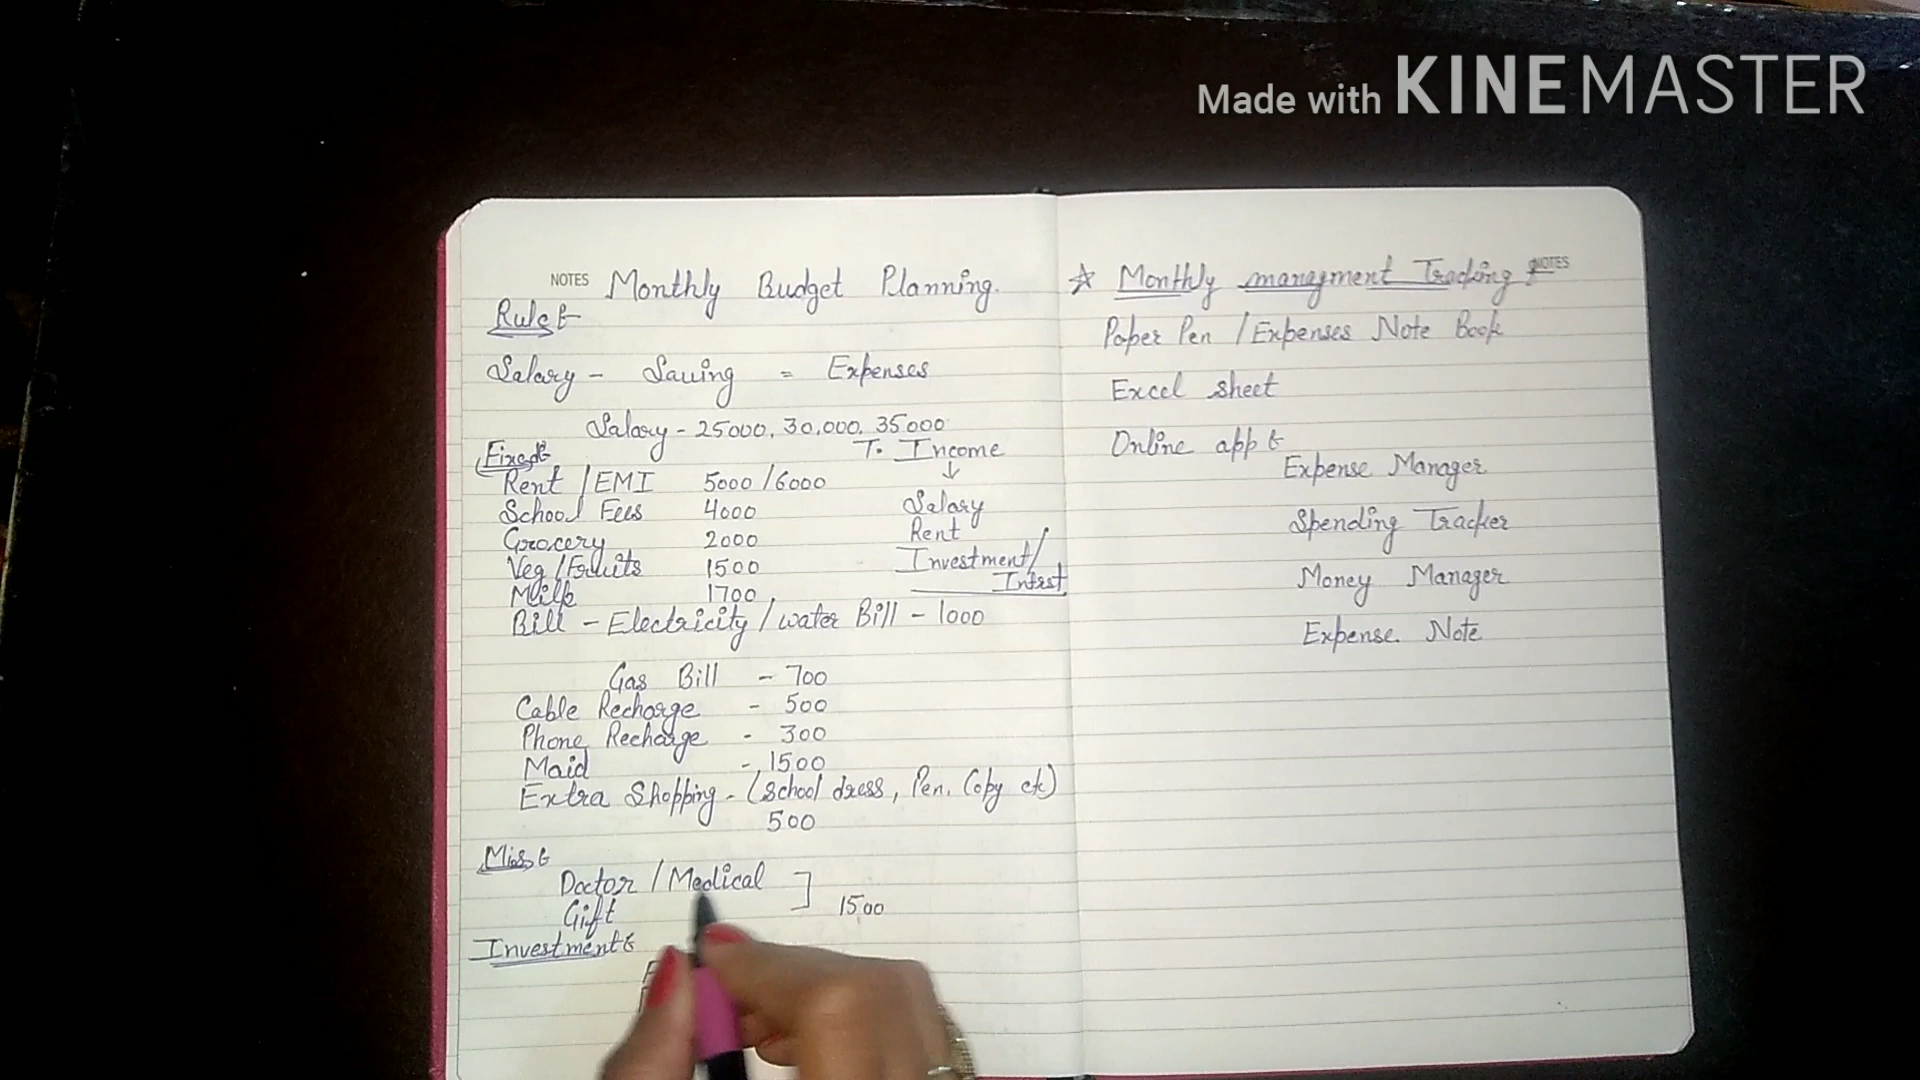 Made with KINEMASTER
NOTES Monthly Budget Planning.
Rule:-
Salary - Saving = Expenses
Salary - 25000, 30,000, 35000
Fixed:- T. Income
↓
Rent / EMI 5000 / 6000
School Fees 4000
Salary
Grocery 2000
Rent
Veg / Fruits 1500
Investment /
Intrst
Milk 1700
Bill - Electricity / water Bill - 1000
Gas Bill - 700
Cable Recharge - 500
Phone Recharge - 300
Maid - 1500
Extra Shopping - (School dress, Pen, Copy etc)
500
Mis:-
Doctor / Medical ]
Gift 1500
Investment:-
☆ Monthly managment Tracking :- NOTES
Paper Pen / Expenses Note Book
Excel sheet
Online app :-
Expense Manager
Spending Tracker
Money Manager
Expense Note